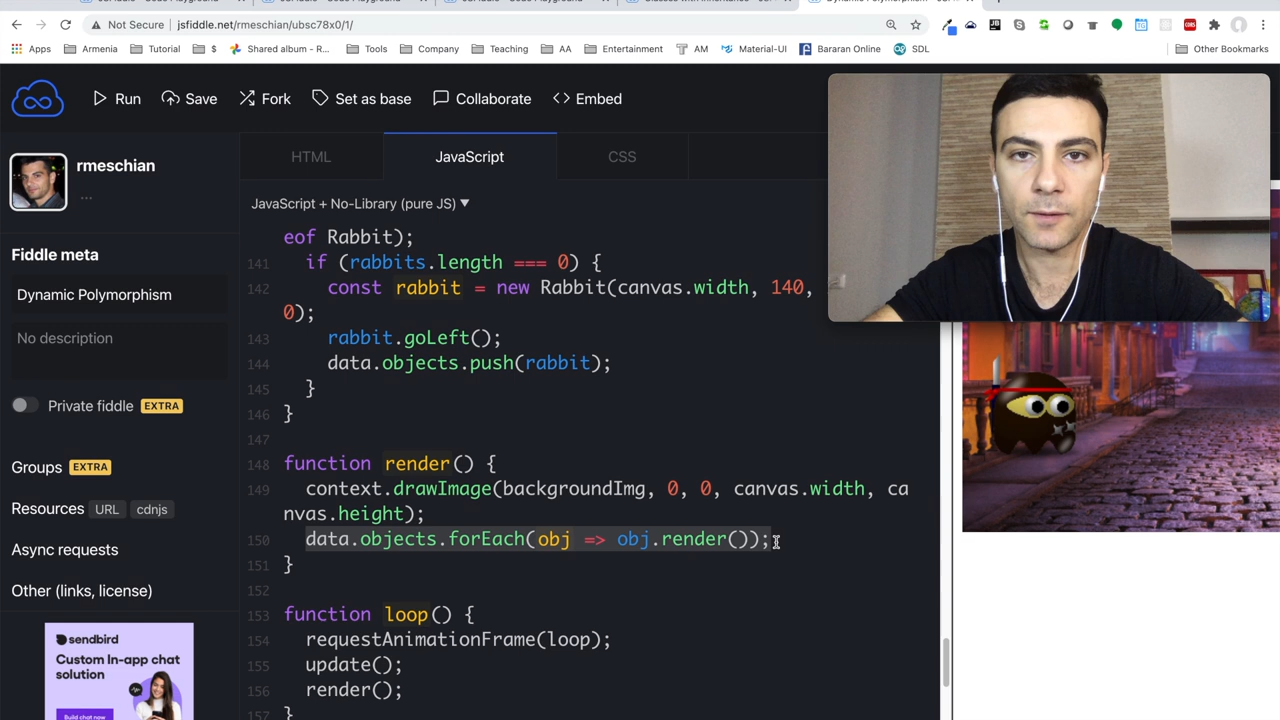 Not Secure | jsfiddle.net/rmeschian/ubsc78x0/1/
Apps Armenia Tutorial $ Shared album - R... Tools Company Teaching AA Entertainment AM Material-UI Bararan Online SDL Other Bookmarks
Run Save Fork Set as base Collaborate Embed
rmeschian
...
HTML JavaScript CSS
JavaScript + No-Library (pure JS) ▼
Fiddle meta
Dynamic Polymorphism
No description
Private fiddle EXTRA
Groups EXTRA
Resources URL cdnjs
Async requests
Other (links, license)
sendbird
Custom In-app chat
solution
Build chat now
eof Rabbit);
141 if (rabbits.length === 0) {
142 const rabbit = new Rabbit(canvas.width, 140,
0);
143 rabbit.goLeft();
144 data.objects.push(rabbit);
145 }
146 }
147
148 function render() {
149 context.drawImage(backgroundImg, 0, 0, canvas.width, ca
nvas.height);
150 data.objects.forEach(obj => obj.render());
151 }
152
153 function loop() {
154 requestAnimationFrame(loop);
155 update();
156 render();
157 }